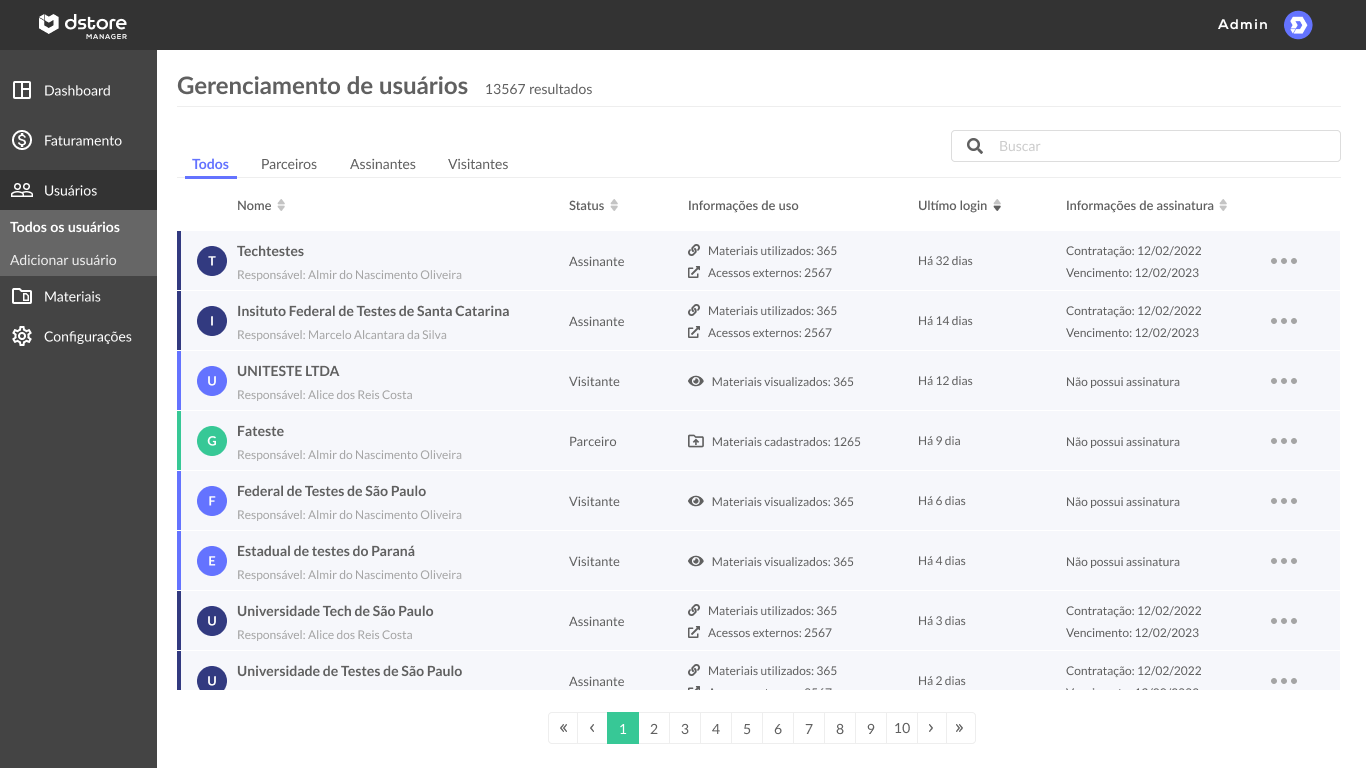 dstore
MANAGER
Admin
Dashboard
Faturamento
Usuários
Todos os usuários
Adicionar usuário
Materiais
Configurações
Gerenciamento de usuários 13567 resultados
Buscar
Todos Parceiros Assinantes Visitantes
Nome Status Informações de uso Ultímo login Informações de assinatura
T Techtestes
Responsável: Almir do Nascimento Oliveira
Assinante
Materiais utilizados: 365
Acessos externos: 2567
Há 32 dias
Contratação: 12/02/2022
Vencimento: 12/02/2023
I Insituto Federal de Testes de Santa Catarina
Responsável: Marcelo Alcantara da Silva
Assinante
Materiais utilizados: 365
Acessos externos: 2567
Há 14 dias
Contratação: 12/02/2022
Vencimento: 12/02/2023
U UNITESTE LTDA
Responsável: Alice dos Reis Costa
Visitante
Materiais visualizados: 365
Há 12 dias
Não possui assinatura
G Fateste
Responsável: Almir do Nascimento Oliveira
Parceiro
Materiais cadastrados: 1265
Há 9 dia
Não possui assinatura
F Federal de Testes de São Paulo
Responsável: Almir do Nascimento Oliveira
Visitante
Materiais visualizados: 365
Há 6 dias
Não possui assinatura
E Estadual de testes do Paraná
Responsável: Almir do Nascimento Oliveira
Visitante
Materiais visualizados: 365
Há 4 dias
Não possui assinatura
U Universidade Tech de São Paulo
Responsável: Alice dos Reis Costa
Assinante
Materiais utilizados: 365
Acessos externos: 2567
Há 3 dias
Contratação: 12/02/2022
Vencimento: 12/02/2023
U Universidade de Testes de São Paulo
Assinante
Materiais utilizados: 365
Há 2 dias
Contratação: 12/02/2022
« ‹ 1 2 3 4 5 6 7 8 9 10 › »